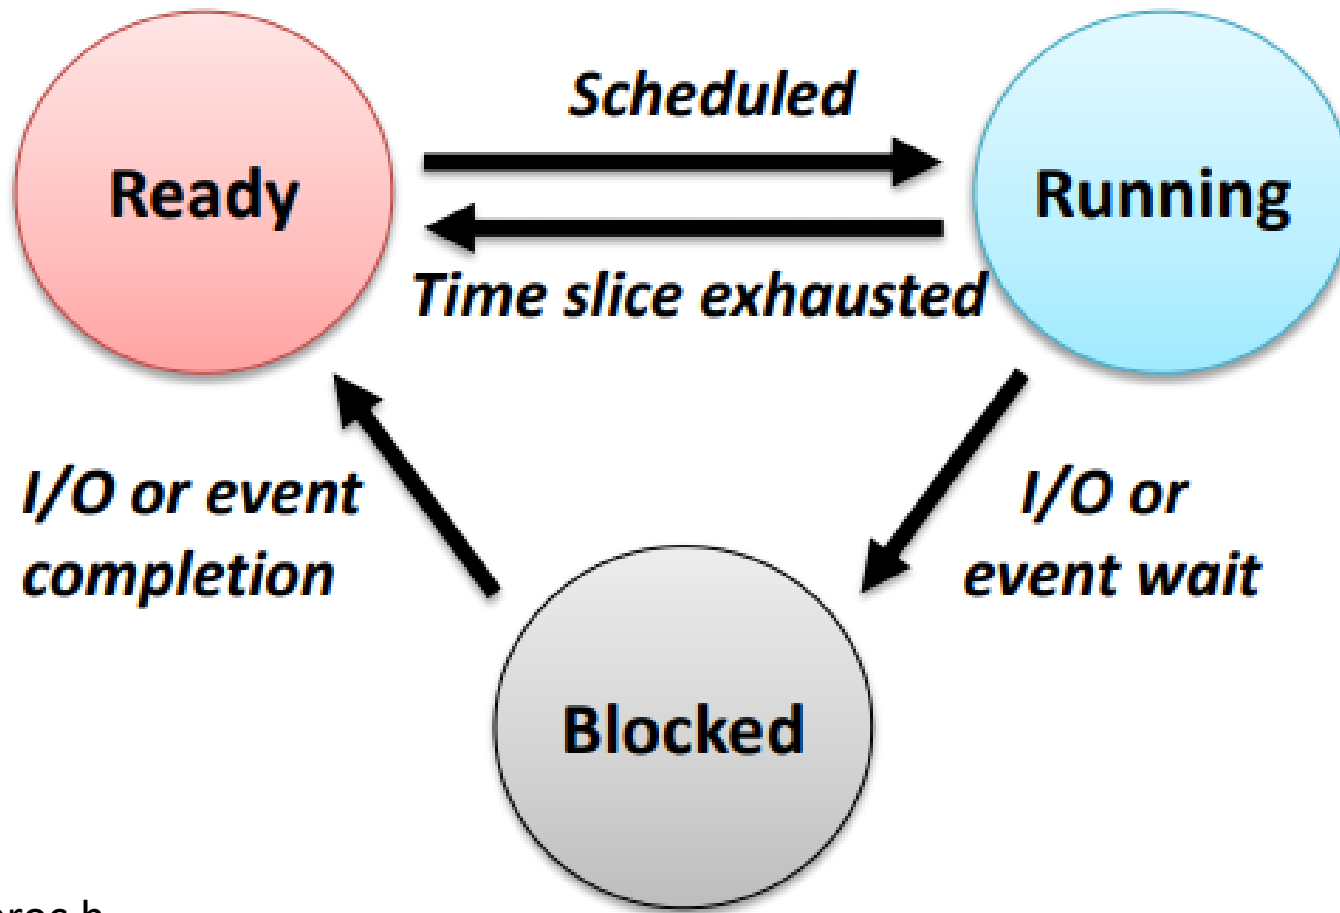 Scheduled
Ready
Running
Time slice exhausted
I/O or event
completion
I/O or
event wait
Blocked